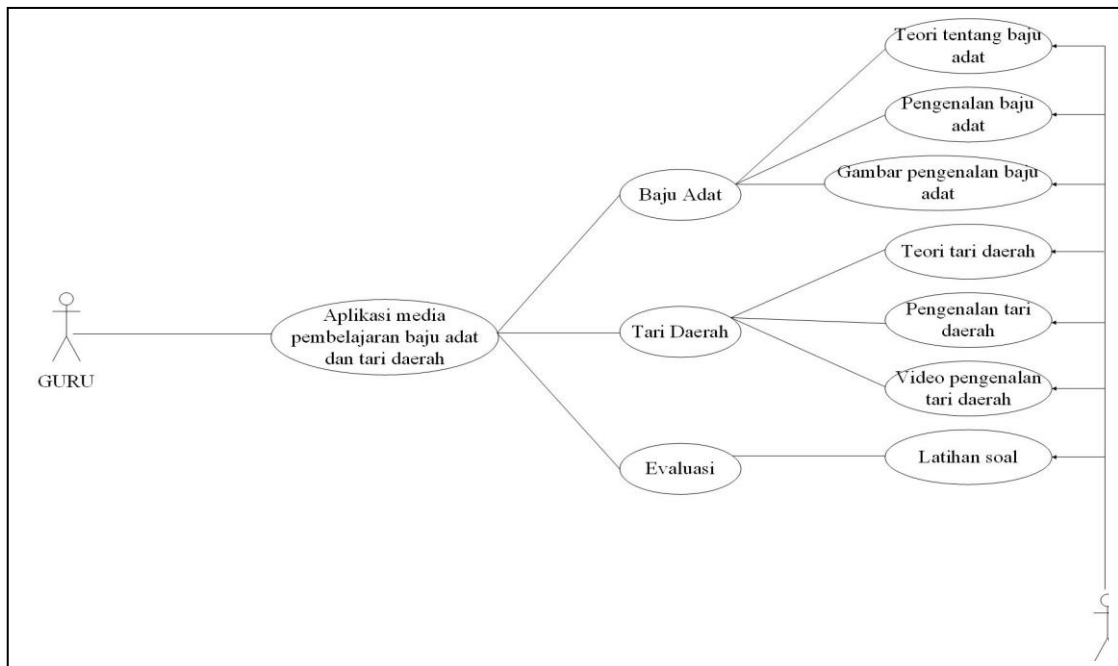 Teori tentang baju
adat
Pengenalan baju
adat
Gambar pengenalan baju
adat
Baju Adat
Teori tari daerah
Aplikasi media
pembelajaran baju adat
dan tari daerah
Tari Daerah
Pengenalan tari
daerah
GURU
Video pengenalan
tari daerah
Evaluasi
Latihan soal